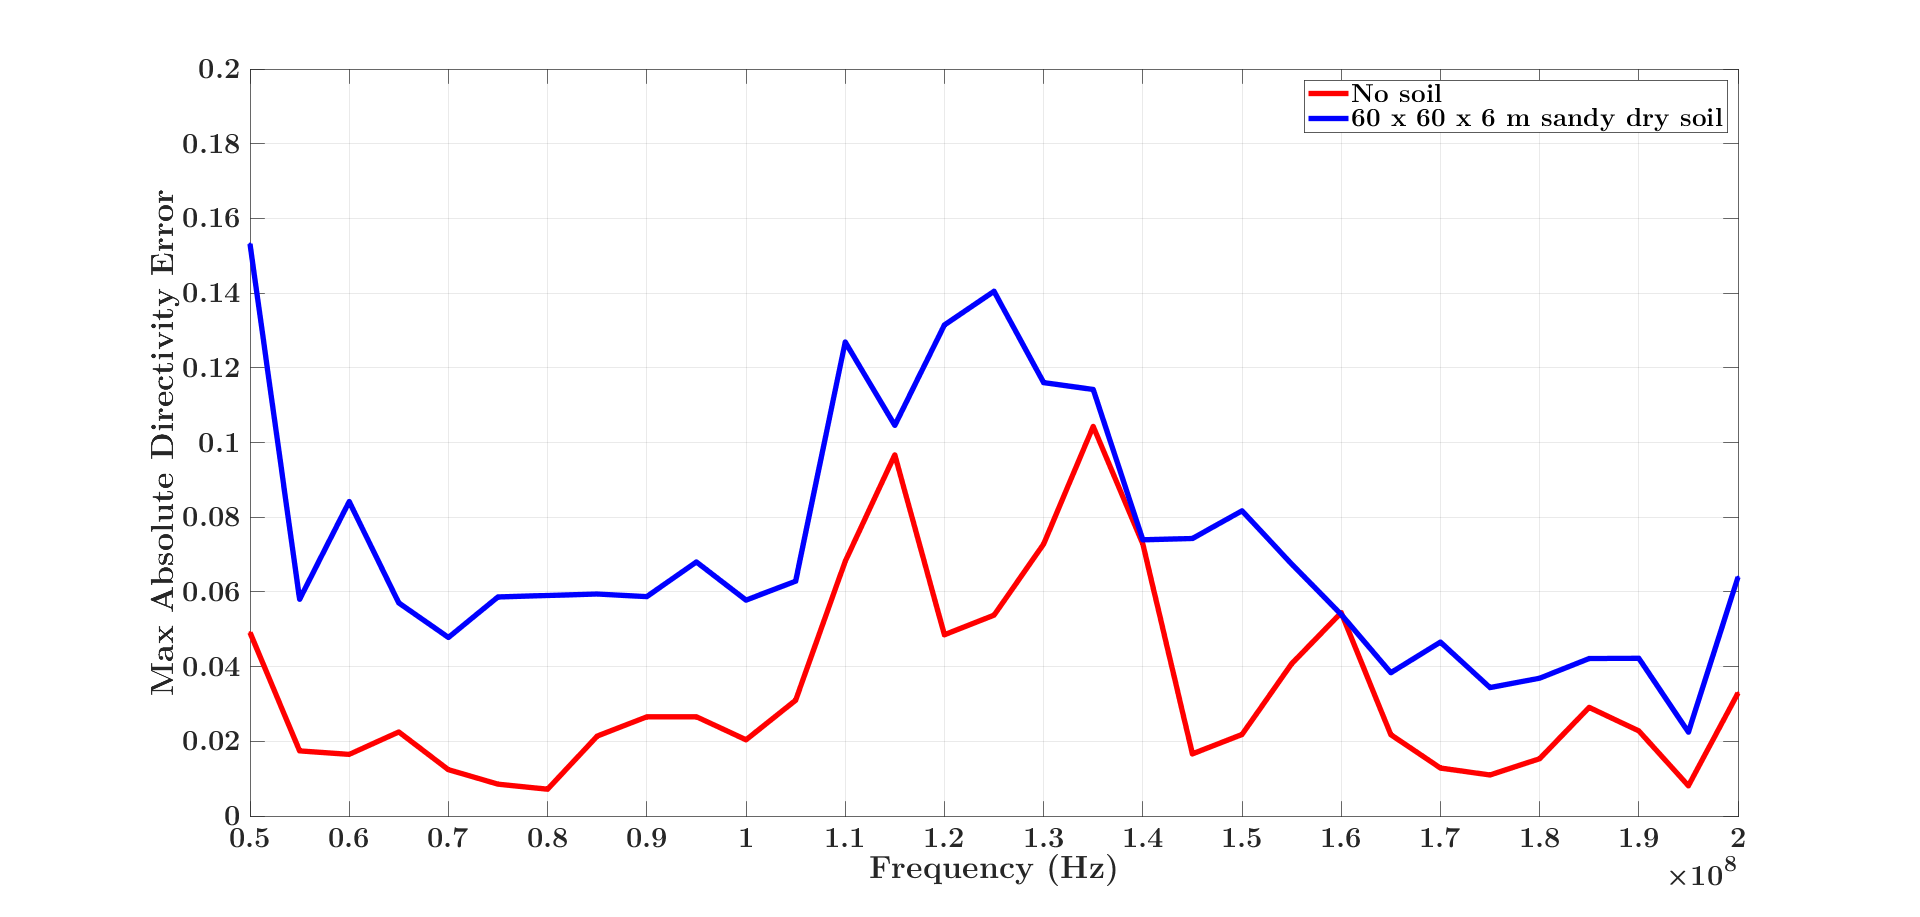 No soil
60 x 60 x 6 m sandy dry soil
Max Absolute Directivity Error
0.2
0.18
0.16
0.14
0.12
0.1
0.08
0.06
0.04
0.02
0
0.5 0.6 0.7 0.8 0.9 1 1.1 1.2 1.3 1.4 1.5 1.6 1.7 1.8 1.9 2
Frequency (Hz)
×10⁸